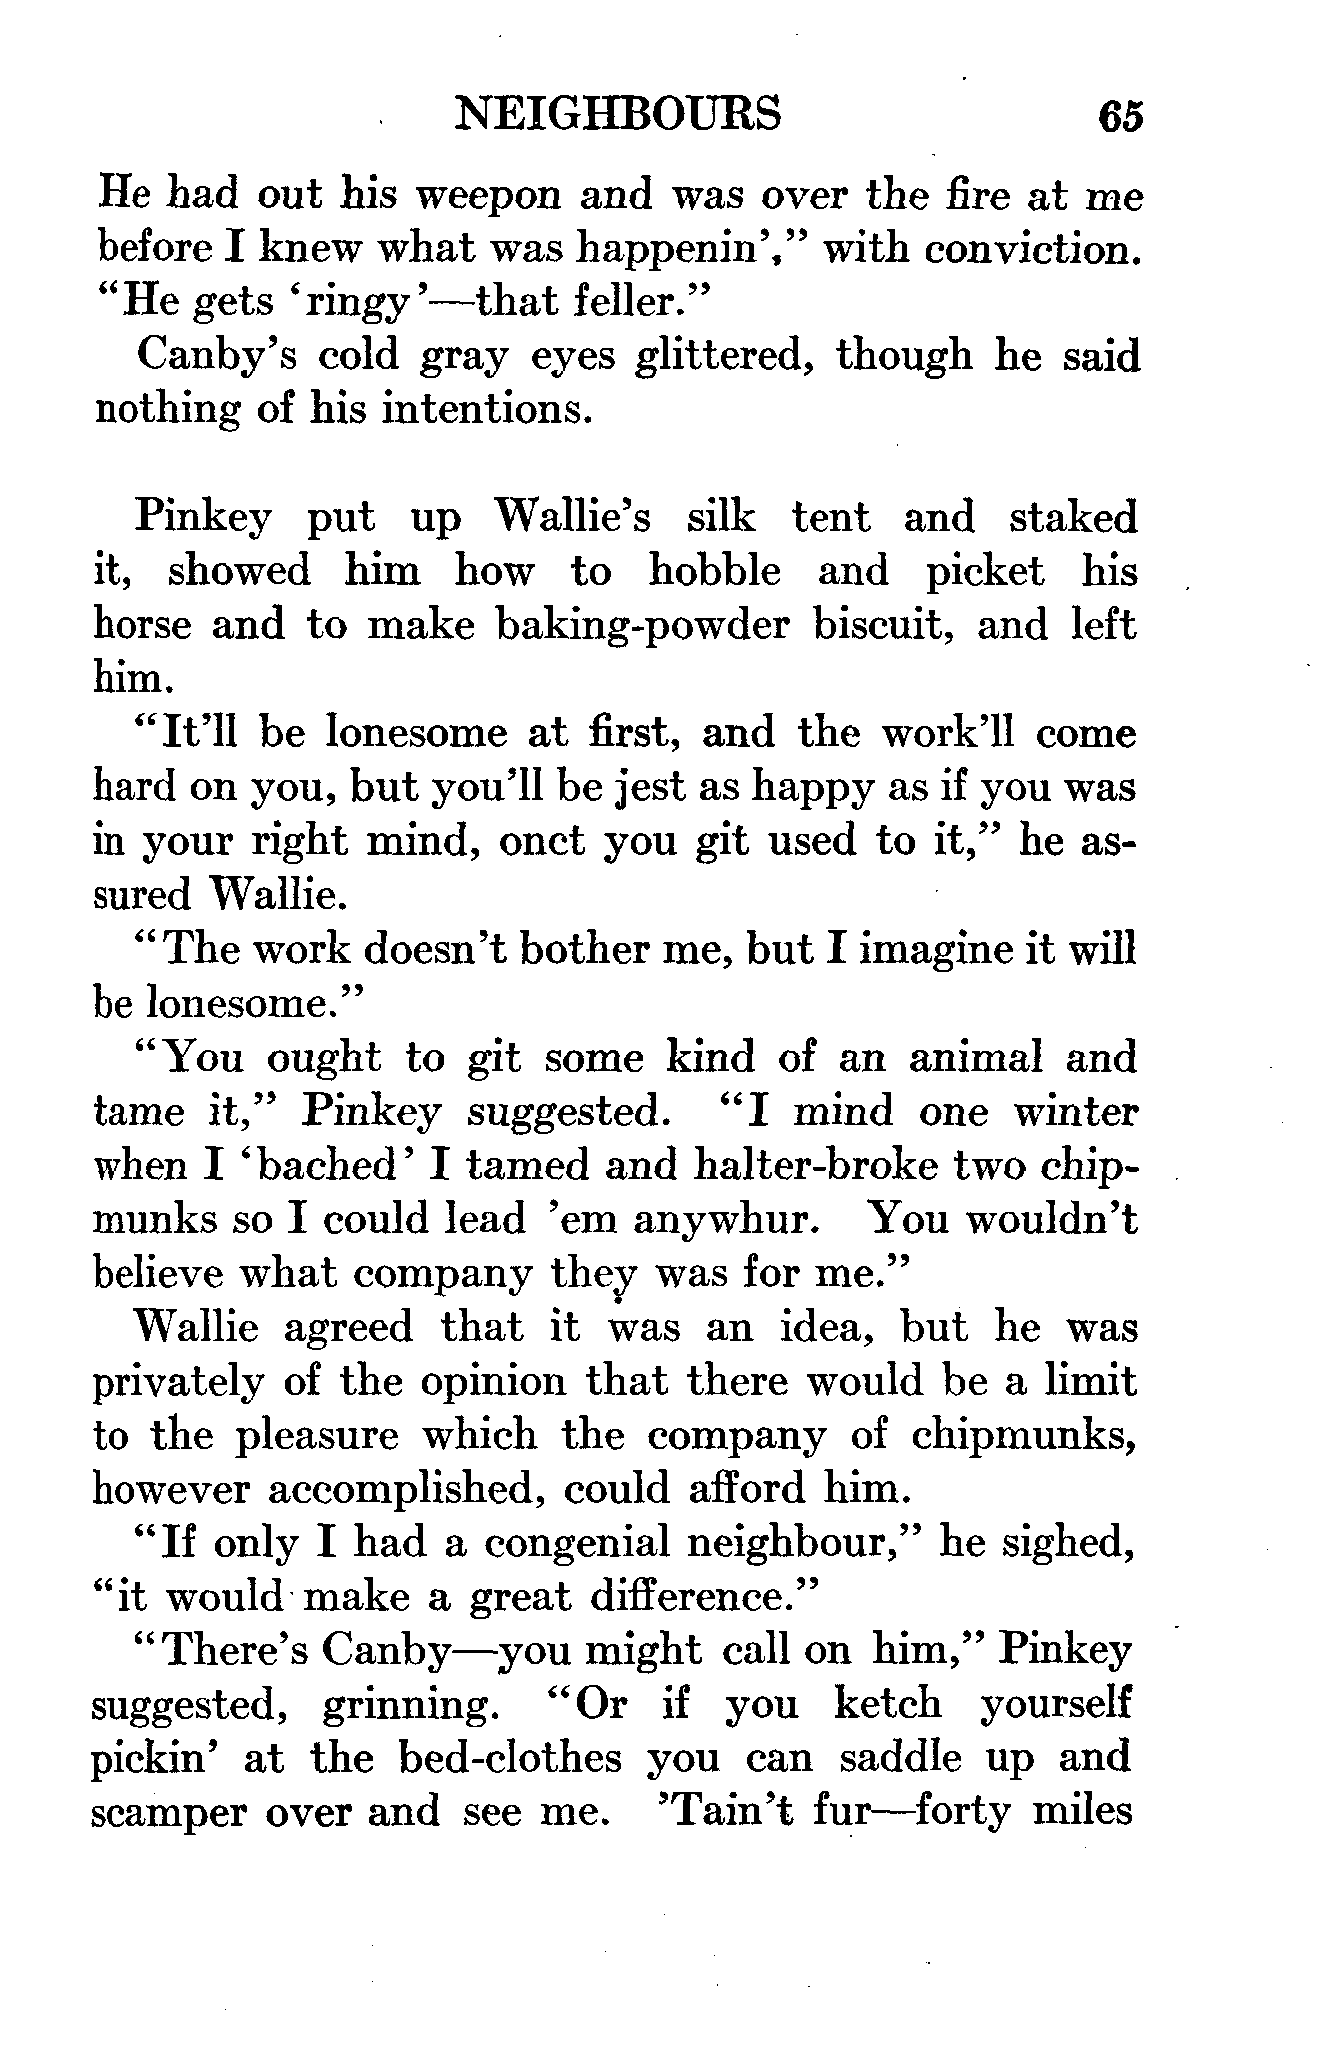 NEIGHBOURS 65
He had out his weepon and was over the fire at me
before I knew what was happenin’,” with conviction.
“He gets ‘ringy’—that feller.”
Canby’s cold gray eyes glittered, though he said
nothing of his intentions.
Pinkey put up Wallie’s silk tent and staked
it, showed him how to hobble and picket his
horse and to make baking-powder biscuit, and left
him.
“It’ll be lonesome at first, and the work’ll come
hard on you, but you’ll be jest as happy as if you was
in your right mind, onct you git used to it,” he as-
sured Wallie.
“The work doesn’t bother me, but I imagine it will
be lonesome.”
“You ought to git some kind of an animal and
tame it,” Pinkey suggested. “I mind one winter
when I ‘bached’ I tamed and halter-broke two chip-
munks so I could lead ’em anywhur. You wouldn’t
believe what company they was for me.”
Wallie agreed that it was an idea, but he was
privately of the opinion that there would be a limit
to the pleasure which the company of chipmunks,
however accomplished, could afford him.
“If only I had a congenial neighbour,” he sighed,
“it would make a great difference.”
“There’s Canby—you might call on him,” Pinkey
suggested, grinning. “Or if you ketch yourself
pickin’ at the bed-clothes you can saddle up and
scamper over and see me. ’Tain’t fur—forty miles